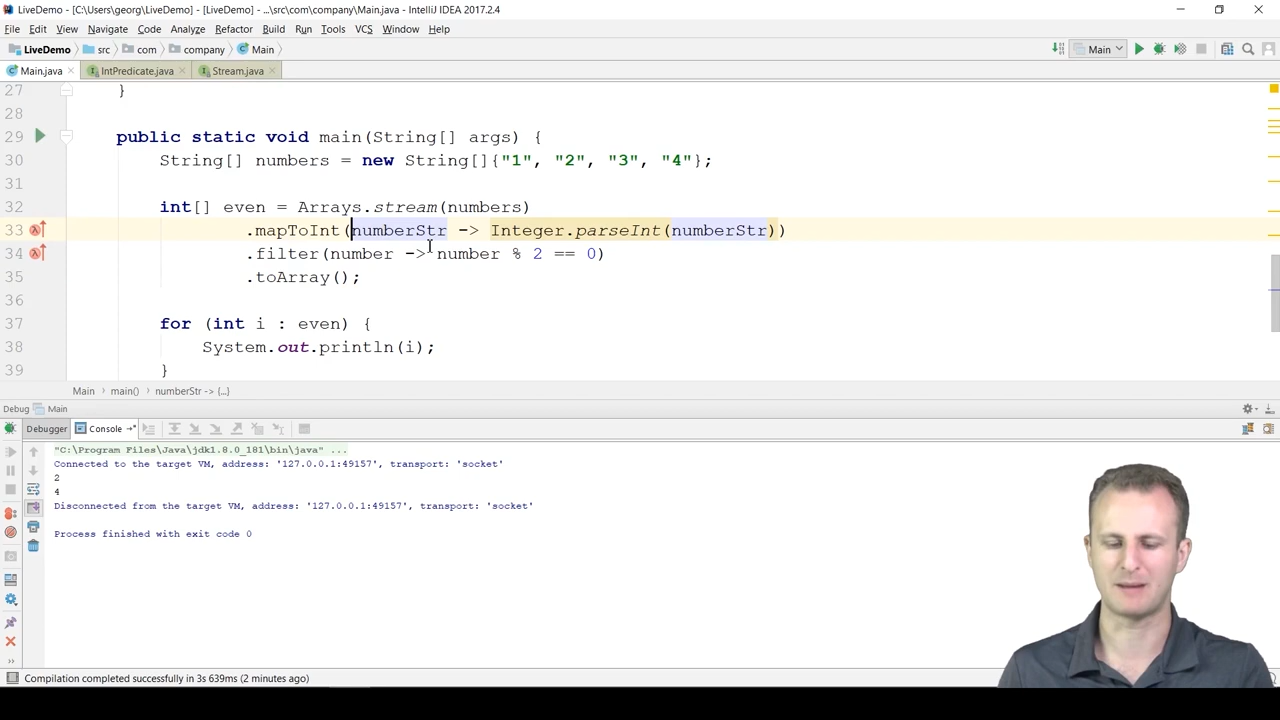 LiveDemo - [C:\Users\georg\LiveDemo] - [LiveDemo] - ...\src\com\company\Main.java - IntelliJ IDEA 2017.2.4
File Edit View Navigate Code Analyze Refactor Build Run Tools VCS Window Help
LiveDemo src com company Main Main
Main.java IntPredicate.java Stream.java
27 }
28
29 public static void main(String[] args) {
30 String[] numbers = new String[]{"1", "2", "3", "4"};
31
32 int[] even = Arrays.stream(numbers)
33 .mapToInt(numberStr -> Integer.parseInt(numberStr))
34 .filter(number -> number % 2 == 0)
35 .toArray();
36
37 for (int i : even) {
38 System.out.println(i);
39 }
Main main() numberStr -> {...}
Debug Main
Debugger Console
"C:\Program Files\Java\jdk1.8.0_181\bin\java" ...
Connected to the target VM, address: '127.0.0.1:49157', transport: 'socket'
2
4
Disconnected from the target VM, address: '127.0.0.1:49157', transport: 'socket'
Process finished with exit code 0
Compilation completed successfully in 3s 639ms (2 minutes ago)